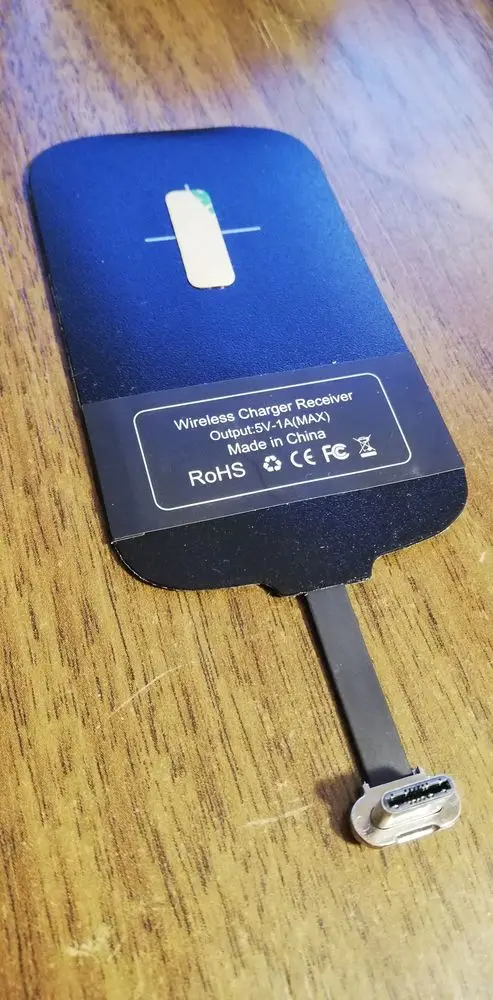 Wireless Charger Receiver
Output:5V-1A(MAX)
Made in China
RoHS CE FC